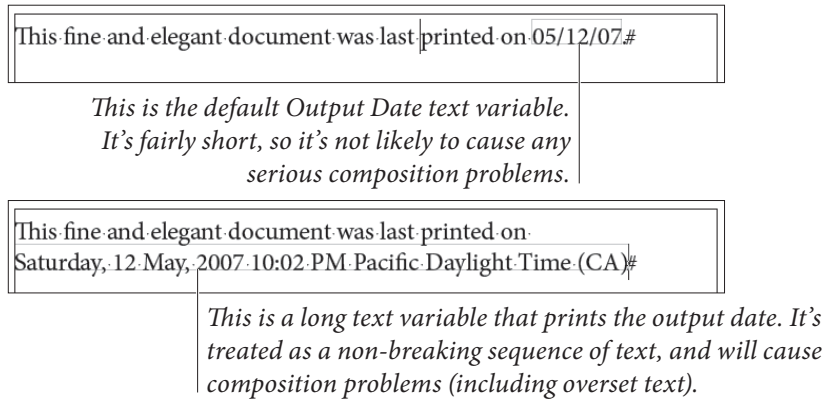 This fine and elegant document was last printed on 05/12/07.#
This is the default Output Date text variable.
It's fairly short, so it's not likely to cause any
serious composition problems.
This fine and elegant document was last printed on
Saturday, 12 May, 2007 10:02 PM Pacific Daylight Time (CA)#
This is a long text variable that prints the output date. It's
treated as a non-breaking sequence of text, and will cause
composition problems (including overset text).